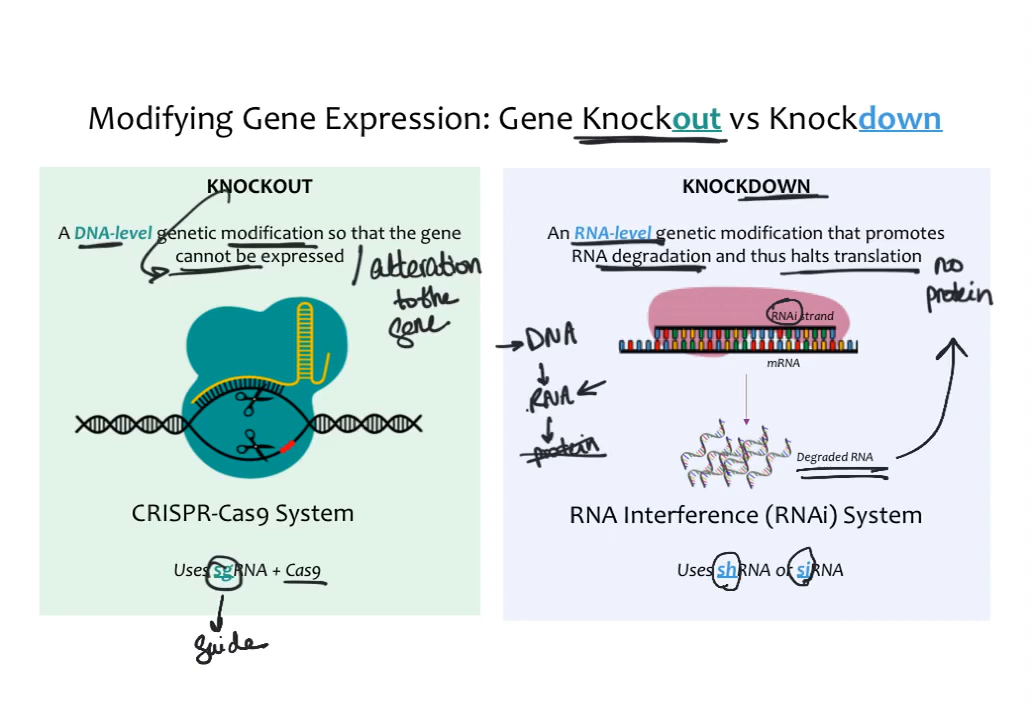 Modifying Gene Expression: Gene Knockout vs Knockdown
KNOCKOUT
A DNA-level genetic modification so that the gene
cannot be expressed
/ alteration
to the
gene
CRISPR-Cas9 System
Uses sgRNA + Cas9
guide
KNOCKDOWN
An RNA-level genetic modification that promotes
RNA degradation and thus halts translation
no
protein
RNAi strand
mRNA
DNA
RNA
protein
Degraded RNA
RNA Interference (RNAi) System
Uses shRNA or siRNA